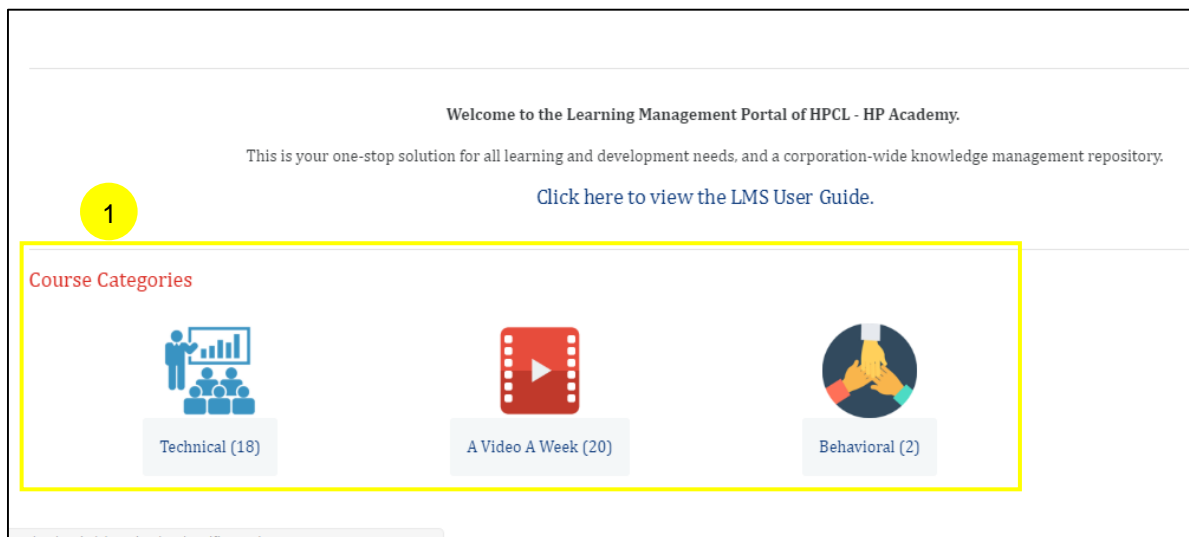 Welcome to the Learning Management Portal of HPCL - HP Academy.
This is your one-stop solution for all learning and development needs, and a corporation-wide knowledge management repository.
Click here to view the LMS User Guide.
1
Course Categories
Technical (18)
A Video A Week (20)
Behavioral (2)